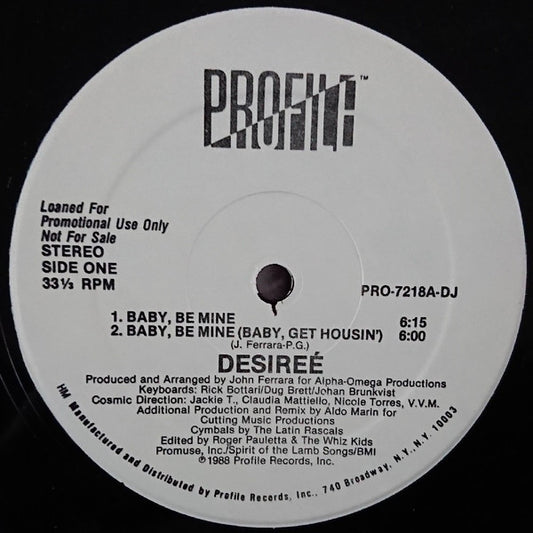 PROFILE™
Loaned For
Promotional Use Only
Not For Sale
STEREO
SIDE ONE
33⅓ RPM
PRO-7218A-DJ
1. BABY, BE MINE 6:15
2. BABY, BE MINE (BABY, GET HOUSIN') 6:00
(J. Ferrara-P.G.)
DESIREÉ
Produced and Arranged by John Ferrara for Alpha-Omega Productions
Keyboards: Rick Bottari/Dug Brett/Johan Brunkvist
Cosmic Direction: Jackie T., Claudia Mattiello, Nicole Torres, V.V.M.
Additional Production and Remix by Aldo Marin for
Cutting Music Productions
Cymbals by The Latin Rascals
Edited by Roger Pauletta & The Whiz Kids
Promuse, Inc./Spirit of the Lamb Songs/BMI
©1988 Profile Records, Inc.
HM Manufactured and Distributed by Profile Records, Inc., 740 Broadway, N.Y., N.Y. 10003